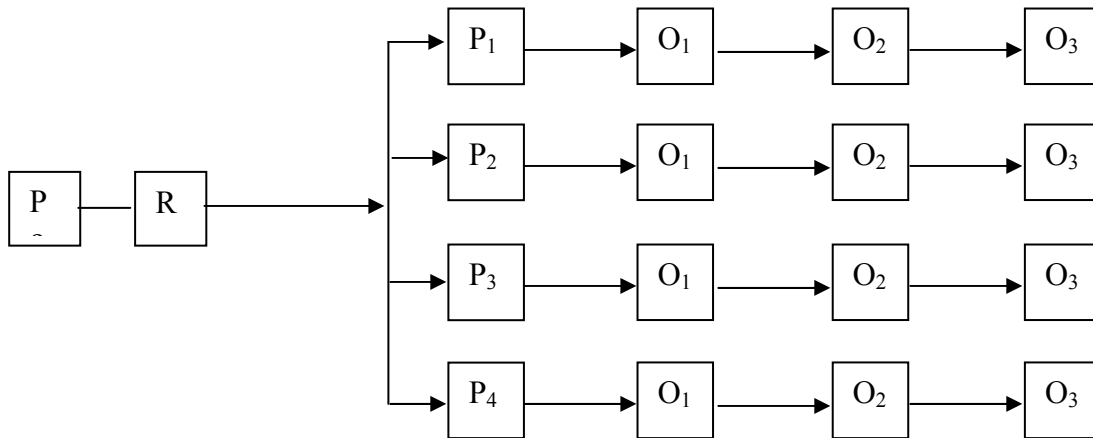 P₁ O₁ O₂ O₃
P₂ O₁ O₂ O₃
P R
P₃ O₁ O₂ O₃
P₄ O₁ O₂ O₃